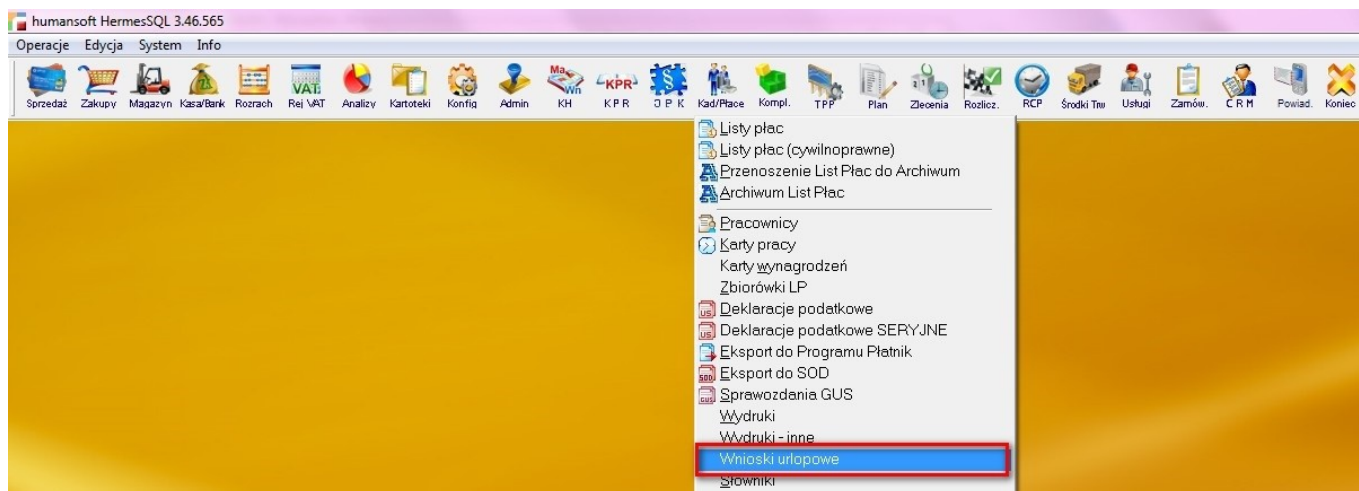 humansoft HermesSQL 3.46.565
Operacje Edycja System Info
Sprzedaż Zakupy Magazyn Kasa/Bank Rozrach Rej VAT Analizy Kartoteki Konfig Admin KH KPR JPK Kad/Płace Kompl. TPP Plan Zlecenia Rozlicz. RCP Środki Trw Usługi Zamów. CRM Powiad. Koniec
Listy płac
Listy płac (cywilnoprawne)
Przenoszenie List Płac do Archiwum
Archiwum List Płac
Pracownicy
Karty pracy
Karty wynagrodzeń
Zbiorówki LP
Deklaracje podatkowe
Deklaracje podatkowe SERYJNE
Eksport do Programu Płatnik
Eksport do SOD
Sprawozdania GUS
Wydruki
Wydruki - inne
Wnioski urlopowe
Słowniki